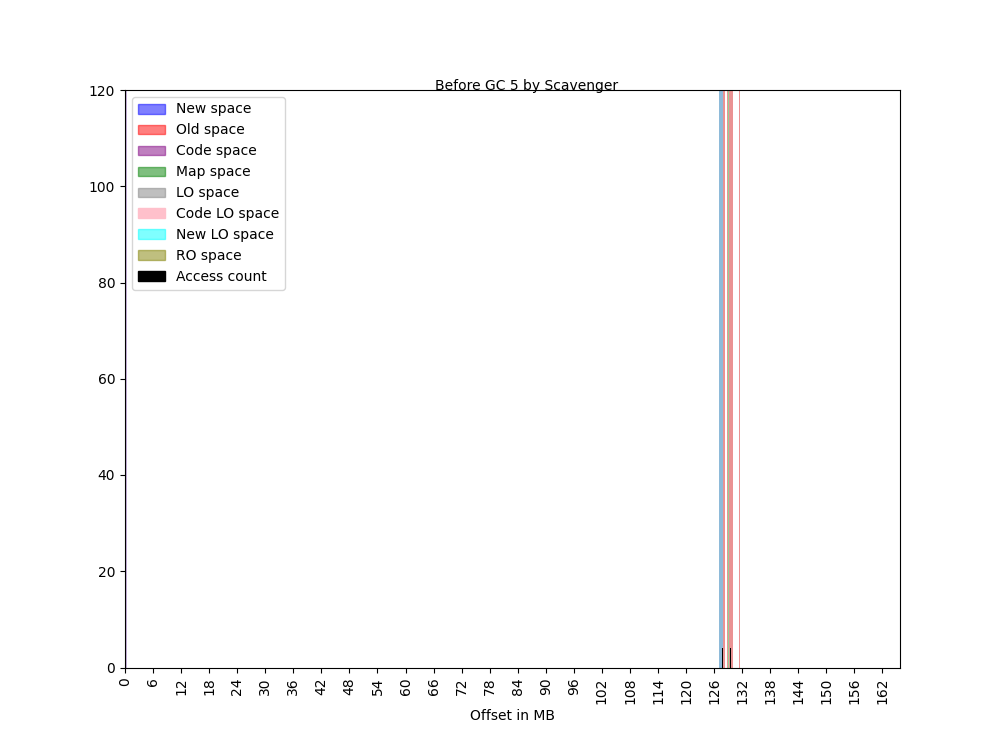 Before GC 5 by Scavenger
120
100
80
60
40
20
0
New space
Old space
Code space
Map space
LO space
Code LO space
New LO space
RO space
Access count
0 6 12 18 24 30 36 42 48 54 60 66 72 78 84 90 96 102 108 114 120 126 132 138 144 150 156 162
Offset in MB